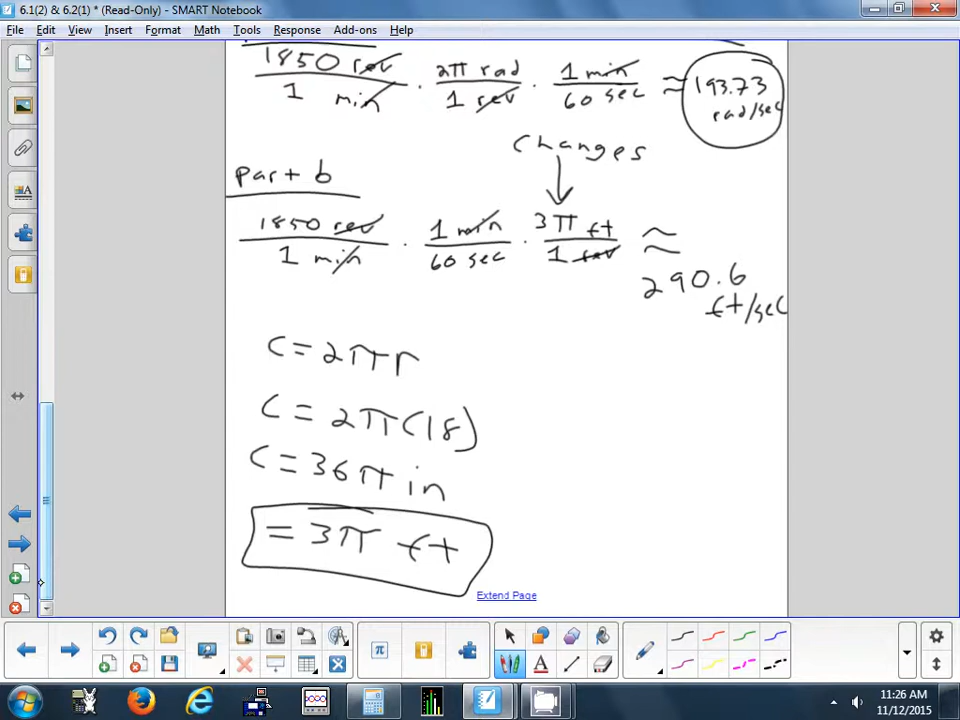 6.1(2) & 6.2(1) * (Read-Only) - SMART Notebook
File Edit View Insert Format Math Tools Response Add-ons Help
1850 rev / 1 min · 2π rad / 1 rev · 1 min / 60 sec ≈ 193.73 rad/sec
changes
part b
1850 rev / 1 min · 1 min / 60 sec · 3π ft / 1 rev ≈
290.6
ft/sec
C = 2πr
C = 2π(18)
C = 36π in
= 3π ft
Extend Page
11:26 AM
11/12/2015